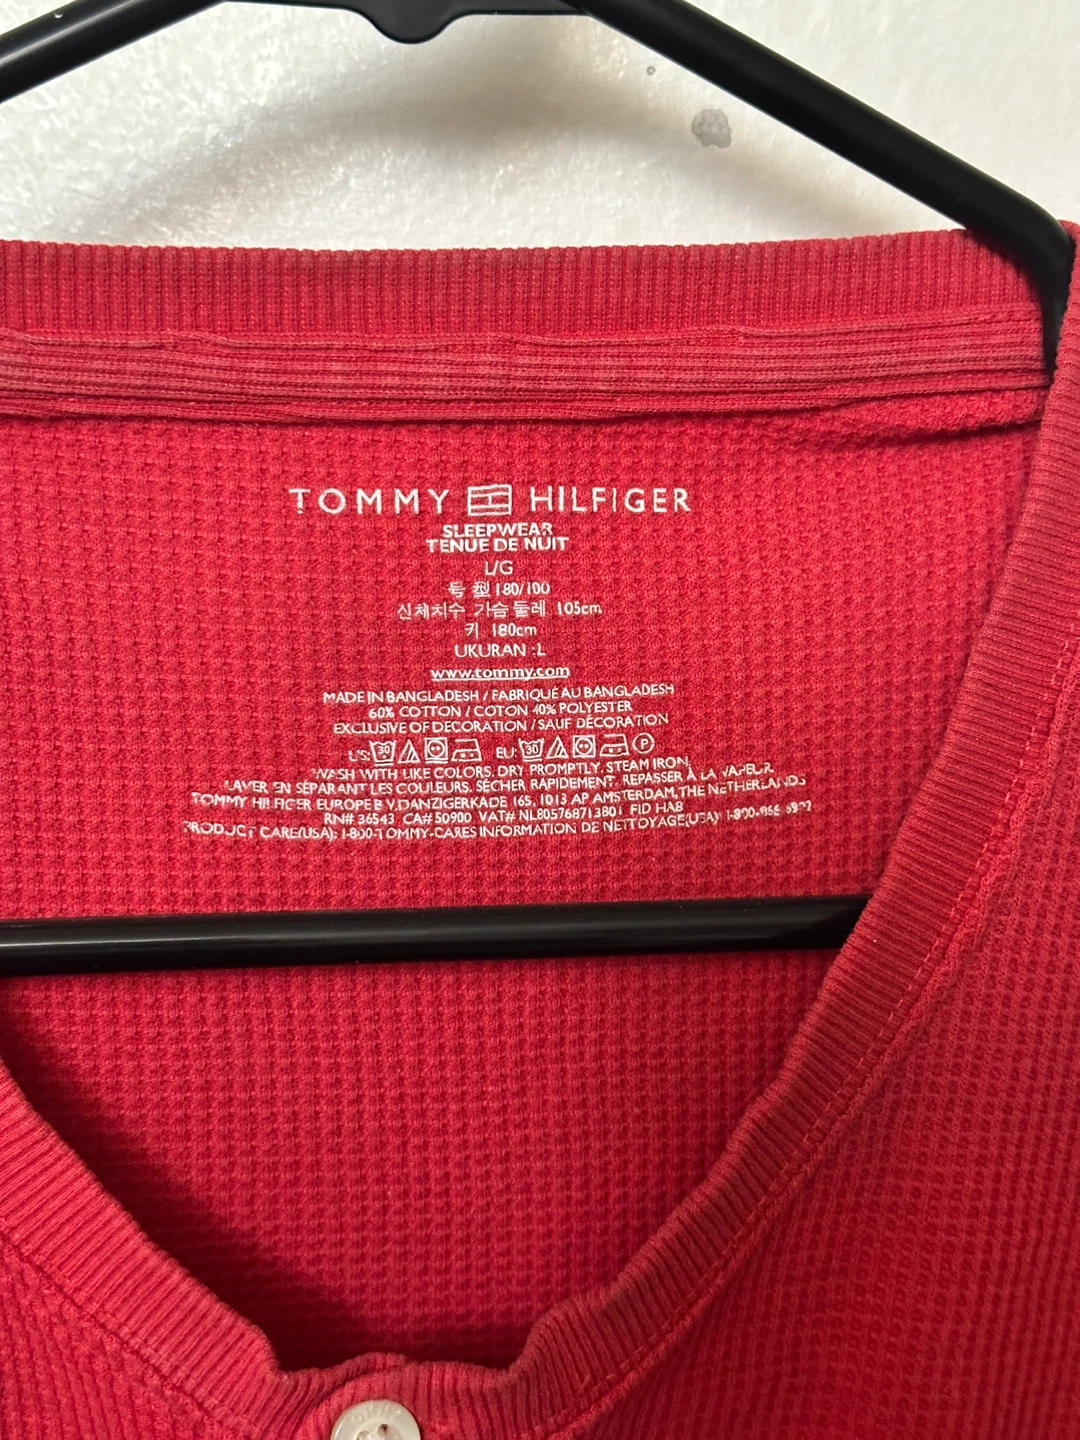 TOMMY HILFIGER
SLEEPWEAR
TENUE DE NUIT
L/G
号型 180/100
신체치수 가슴둘레 105cm
키 180cm
UKURAN :L
www.tommy.com
MADE IN BANGLADESH / FABRIQUÉ AU BANGLADESH
60% COTTON / COTON 40% POLYESTER
EXCLUSIVE OF DECORATION / SAUF DÉCORATION
US: 30 EU: 30 P
WASH WITH LIKE COLORS. DRY PROMPTLY. STEAM IRON.
LAVER EN SÉPARANT LES COULEURS. SÉCHER RAPIDEMENT. REPASSER À LA VAPEUR.
TOMMY HILFIGER EUROPE B V, DANZIGERKADE 165, 1013 AP AMSTERDAM, THE NETHERLANDS
RN# 36543 CA# 50900 VAT# NL805768713B01 FID HA8
PRODUCT CARE(USA): 1-800-TOMMY-CARES INFORMATION DE NETTOYAGE(USA)